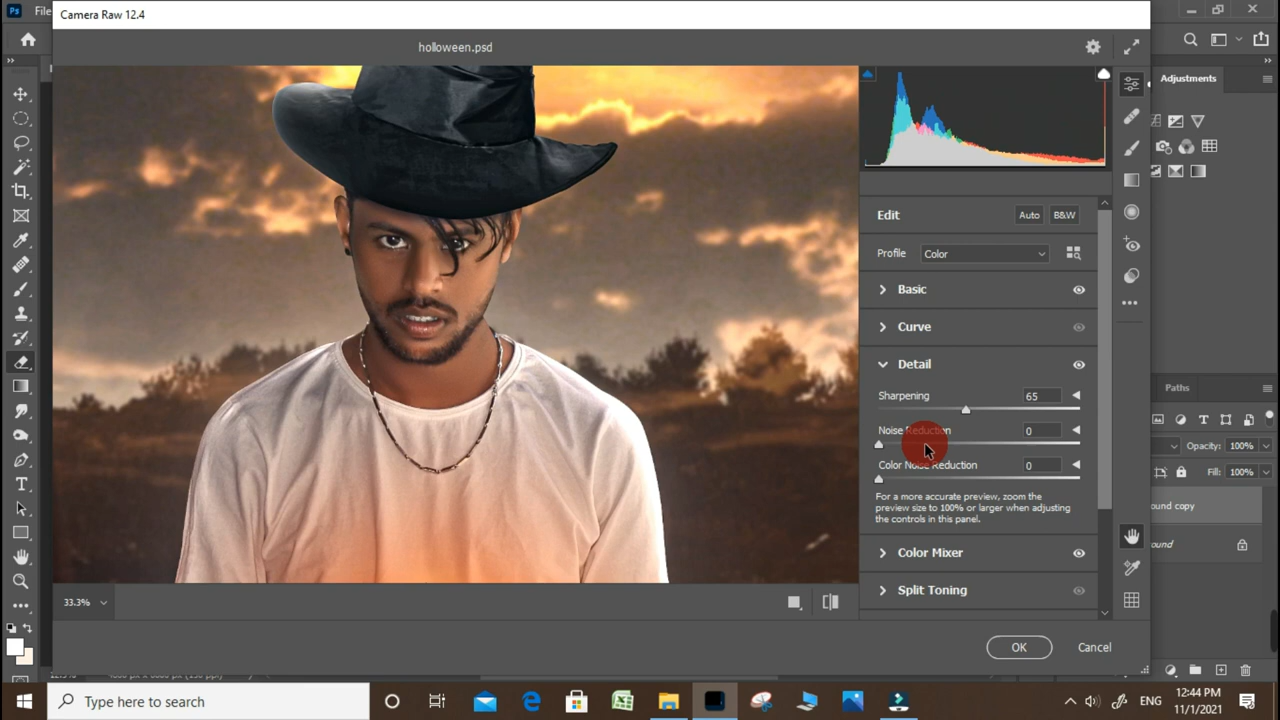 Camera Raw 12.4
Ps
File
holloween.psd
Adjustments
Edit
Auto
B&W
Profile
Color
Basic
Curve
Detail
Sharpening
65
Noise Reduction
0
Color Noise Reduction
0
For a more accurate preview, zoom the
preview size to 100% or larger when adjusting
the controls in this panel.
Color Mixer
Split Toning
Paths
Opacity: 100%
Fill: 100%
ound copy
ound
33.3%
OK
Cancel
Type here to search
ENG
12:44 PM
11/1/2021